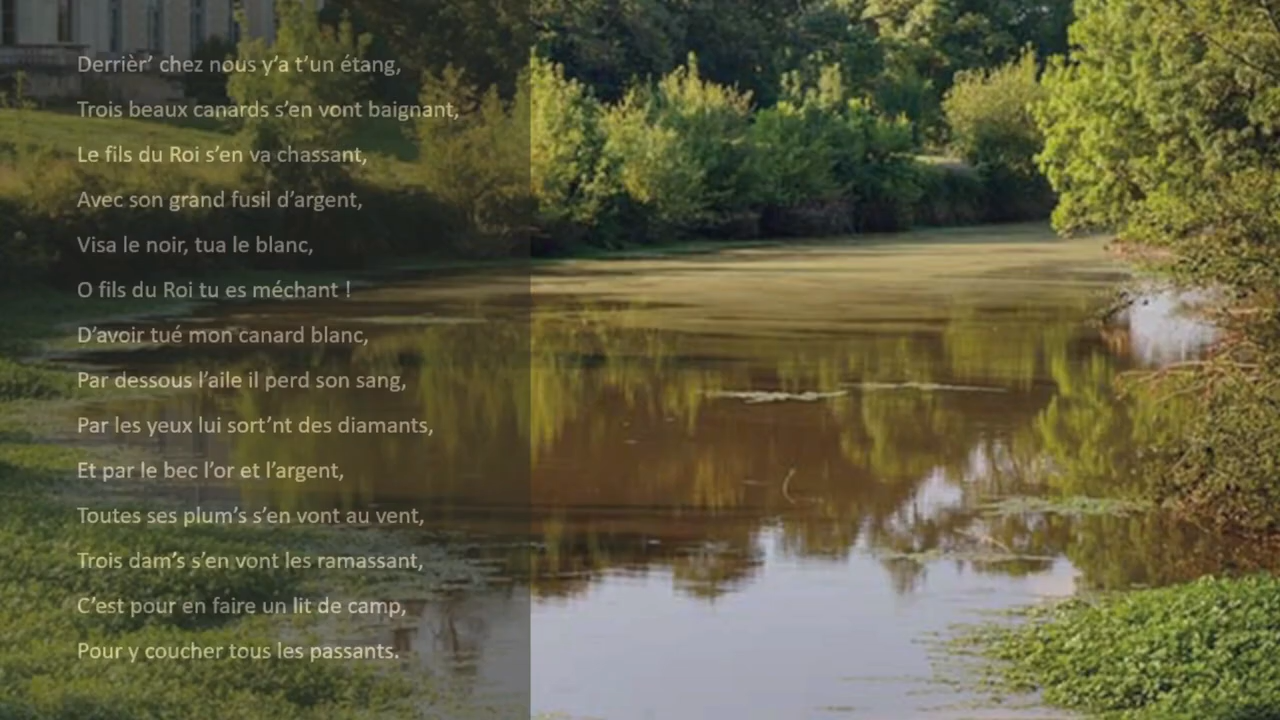 Derrièr’ chez nous y’a t’un étang,
Trois beaux canards s’en vont baignant,
Le fils du Roi s’en va chassant,
Avec son grand fusil d’argent,
Visa le noir, tua le blanc,
O fils du Roi tu es méchant !
D’avoir tué mon canard blanc,
Par dessous l’aile il perd son sang,
Par les yeux lui sort’nt des diamants,
Et par le bec l’or et l’argent,
Toutes ses plum’s s’en vont au vent,
Trois dam’s s’en vont les ramassant,
C’est pour en faire un lit de camp,
Pour y coucher tous les passants.